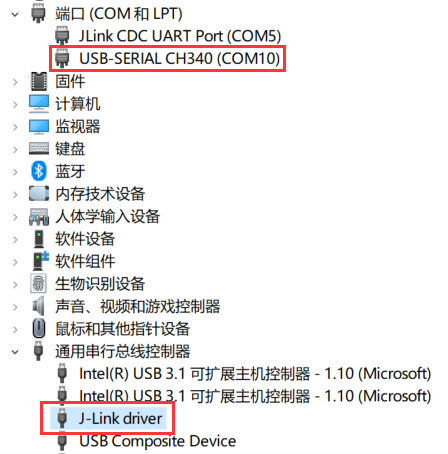 端口 (COM 和 LPT)
JLink CDC UART Port (COM5)
USB-SERIAL CH340 (COM10)
固件
计算机
监视器
键盘
蓝牙
内存技术设备
人体学输入设备
软件设备
软件组件
生物识别设备
声音、视频和游戏控制器
鼠标和其他指针设备
通用串行总线控制器
Intel(R) USB 3.1 可扩展主机控制器 - 1.10 (Microsoft)
Intel(R) USB 3.1 可扩展主机控制器 - 1.10 (Microsoft)
J-Link driver
USB Composite Device